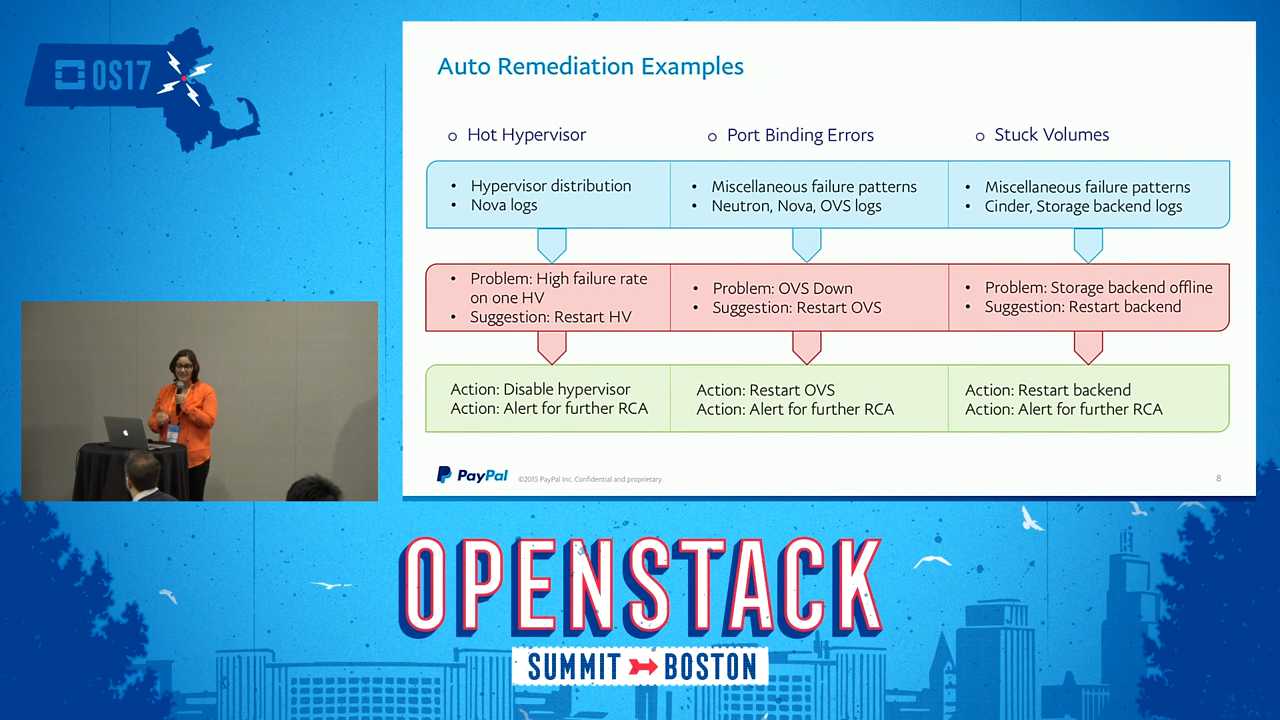 OS17
Auto Remediation Examples
Hot Hypervisor
Port Binding Errors
Stuck Volumes
Hypervisor distribution
Nova logs
Miscellaneous failure patterns
Neutron, Nova, OVS logs
Miscellaneous failure patterns
Cinder, Storage backend logs
Problem: High failure rate
on one HV
Suggestion: Restart HV
Problem: OVS Down
Suggestion: Restart OVS
Problem: Storage backend offline
Suggestion: Restart backend
Action: Disable hypervisor
Action: Alert for further RCA
Action: Restart OVS
Action: Alert for further RCA
Action: Restart backend
Action: Alert for further RCA
PayPal
©2015 PayPal Inc. Confidential and proprietary.
8
OPENSTACK
SUMMIT BOSTON